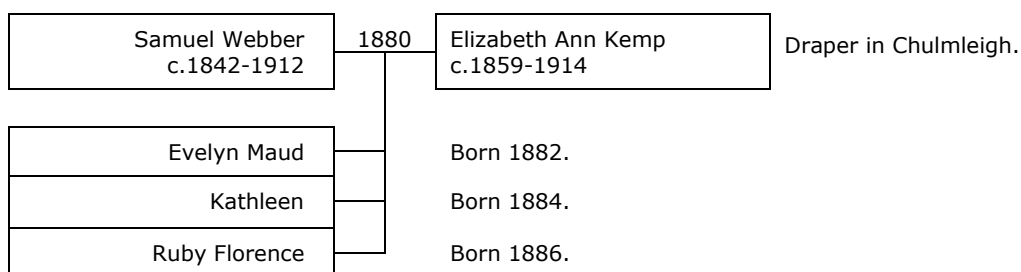 Samuel Webber
c.1842-1912
1880
Elizabeth Ann Kemp
c.1859-1914
Draper in Chulmleigh.
Evelyn Maud
Born 1882.
Kathleen
Born 1884.
Ruby Florence
Born 1886.